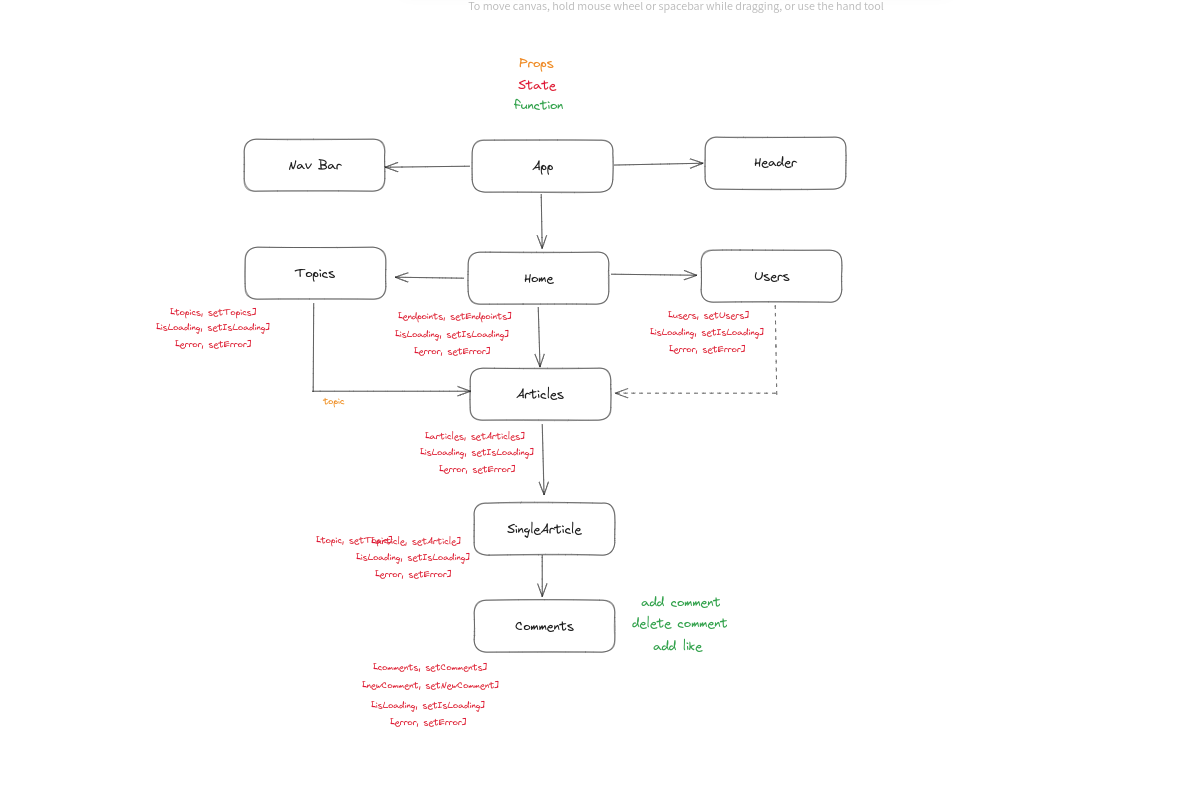 To move canvas, hold mouse wheel or spacebar while dragging, or use the hand tool
Props
State
function
Nav Bar
App
Header
Topics
Home
Users
[topics, setTopics]
[isLoading, setIsLoading]
[error, setError]
[endpoints, setEndpoints]
[isLoading, setIsLoading]
[error, setError]
[users, setUsers]
[isLoading, setIsLoading]
[error, setError]
topic
Articles
[articles, setArticles]
[isLoading, setIsLoading]
[error, setError]
SingleArticle
[topic, setTopic]
[article, setArticle]
[isLoading, setIsLoading]
[error, setError]
Comments
add comment
delete comment
add like
[comments, setComments]
[newComment, setNewComment]
[isLoading, setIsLoading]
[error, setError]